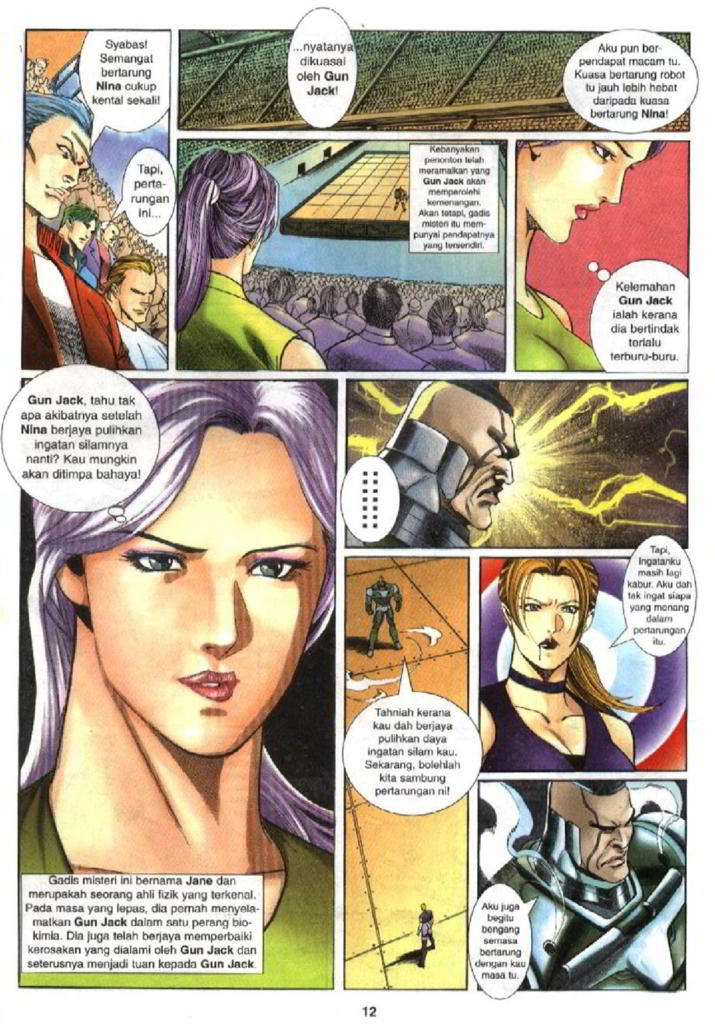 Syabas!
Semangat
bertarung
Nina cukup
kental sekali!
Tapi,
perta-
rungan
ini...
...nyatanya
dikuasai
oleh Gun
Jack!
Aku pun ber-
pendapat macam tu.
Kuasa bertarung robot
tu jauh lebih hebat
daripada kuasa
bertarung Nina!
Kebanyakan
penonton telah
meramalkan yang
Gun Jack akan
memperolehi
kemenangan.
Akan tetapi, gadis
misteri itu mem-
punyai pendapatnya
yang tersendiri.
Kelemahan
Gun Jack
ialah kerana
dia bertindak
terlalu
terburu-buru.
Gun Jack, tahu tak
apa akibatnya setelah
Nina berjaya pulihkan
ingatan silamnya
nanti? Kau mungkin
akan ditimpa bahaya!
Gadis misteri ini bernama Jane dan
merupakah seorang ahli fizik yang terkenal.
Pada masa yang lepas, dia pernah menyela-
matkan Gun Jack dalam satu perang bio-
kimia. Dia juga telah berjaya memperbaiki
kerosakan yang dialami oleh Gun Jack dan
seterusnya menjadi tuan kepada Gun Jack.
Tahniah kerana
kau dah berjaya
pulihkan daya
ingatan silam kau.
Sekarang, bolehlah
kita sambung
pertarungan ni!
Tapi,
Ingatanku
masih lagi
kabur. Aku dah
tak ingat siapa
yang menang
dalam
pertarungan
itu.
Aku juga
begitu
bengang
semasa
bertarung
dengan kau
masa tu.
12